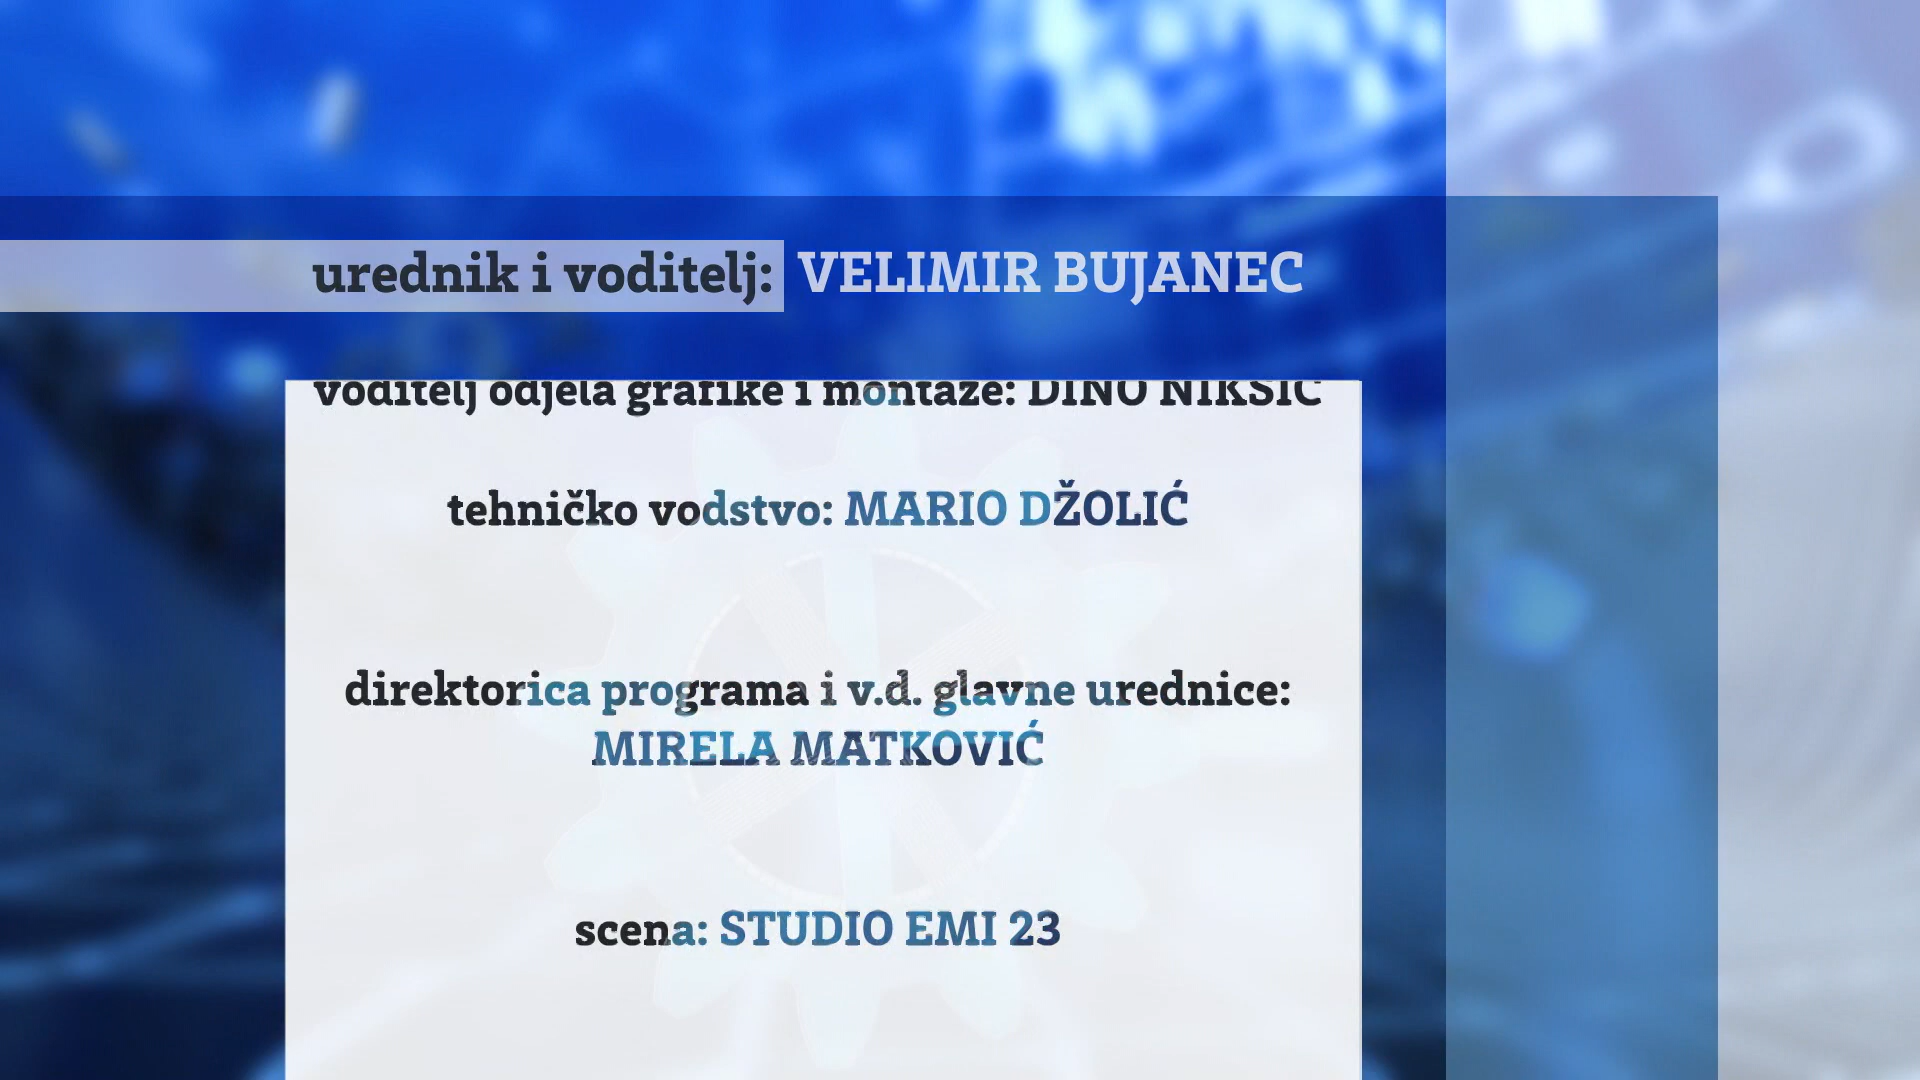 urednik i voditelj: VELIMIR BUJANEC
voditelj odjela grafike i montaže: DINO NIKŠIĆ
tehničko vodstvo: MARIO DŽOLIĆ
direktorica programa i v.d. glavne urednice:
MIRELA MATKOVIĆ
scena: STUDIO EMI 23